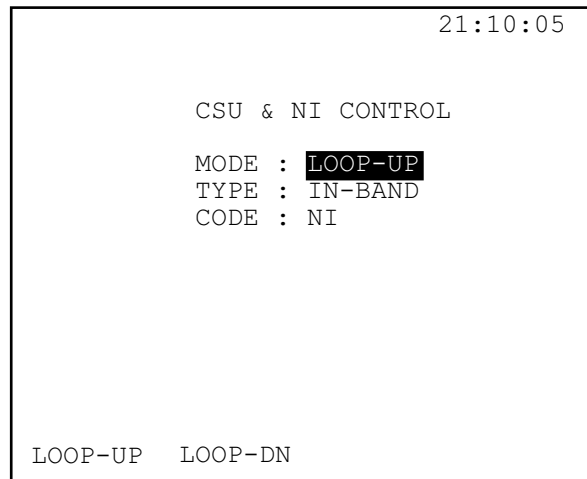 21:10:05
CSU & NI CONTROL
MODE : LOOP-UP
TYPE : IN-BAND
CODE : NI
LOOP-UP LOOP-DN